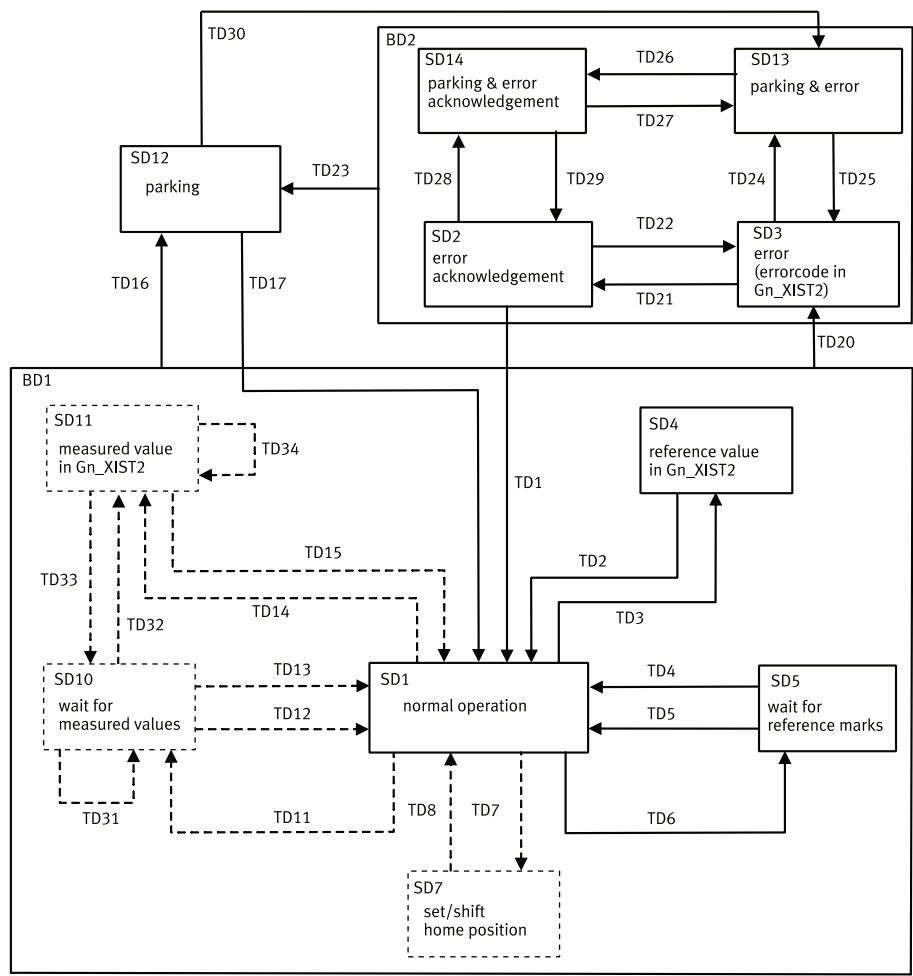 TD30
BD2
SD14
parking & error
acknowledgement
TD26
TD27
SD13
parking & error
SD12
parking
TD23
TD28
TD29
TD24
TD25
SD2
error
acknowledgement
TD22
TD21
SD3
error
(errorcode in
Gn_XIST2)
TD16
TD17
TD20
BD1
SD11
measured value
in Gn_XIST2
TD34
TD1
SD4
reference value
in Gn_XIST2
TD33
TD32
TD15
TD14
TD2
TD3
SD10
wait for
measured values
TD13
TD12
SD1
normal operation
TD4
TD5
SD5
wait for
reference marks
TD31
TD11
TD8
TD7
TD6
SD7
set/shift
home position